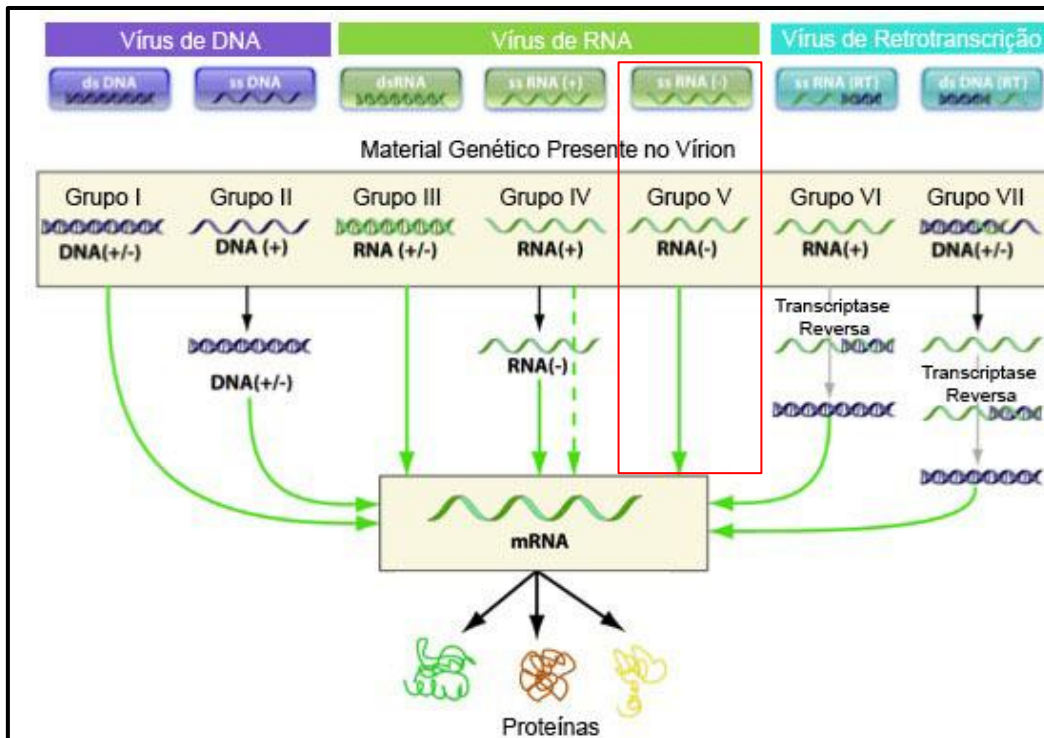 Vírus de DNA
Vírus de RNA
Vírus de Retrotranscrição
ds DNA
ss DNA
dsRNA
ss RNA (+)
ss RNA (-)
ss RNA (RT)
ds DNA (RT)
Material Genético Presente no Vírion
Grupo I
Grupo II
Grupo III
Grupo IV
Grupo V
Grupo VI
Grupo VII
DNA(+/-)
DNA (+)
RNA (+/-)
RNA(+)
RNA(-)
RNA(+)
DNA(+/-)
Transcriptase
Reversa
DNA(+/-)
RNA(-)
Transcriptase
Reversa
mRNA
Proteínas